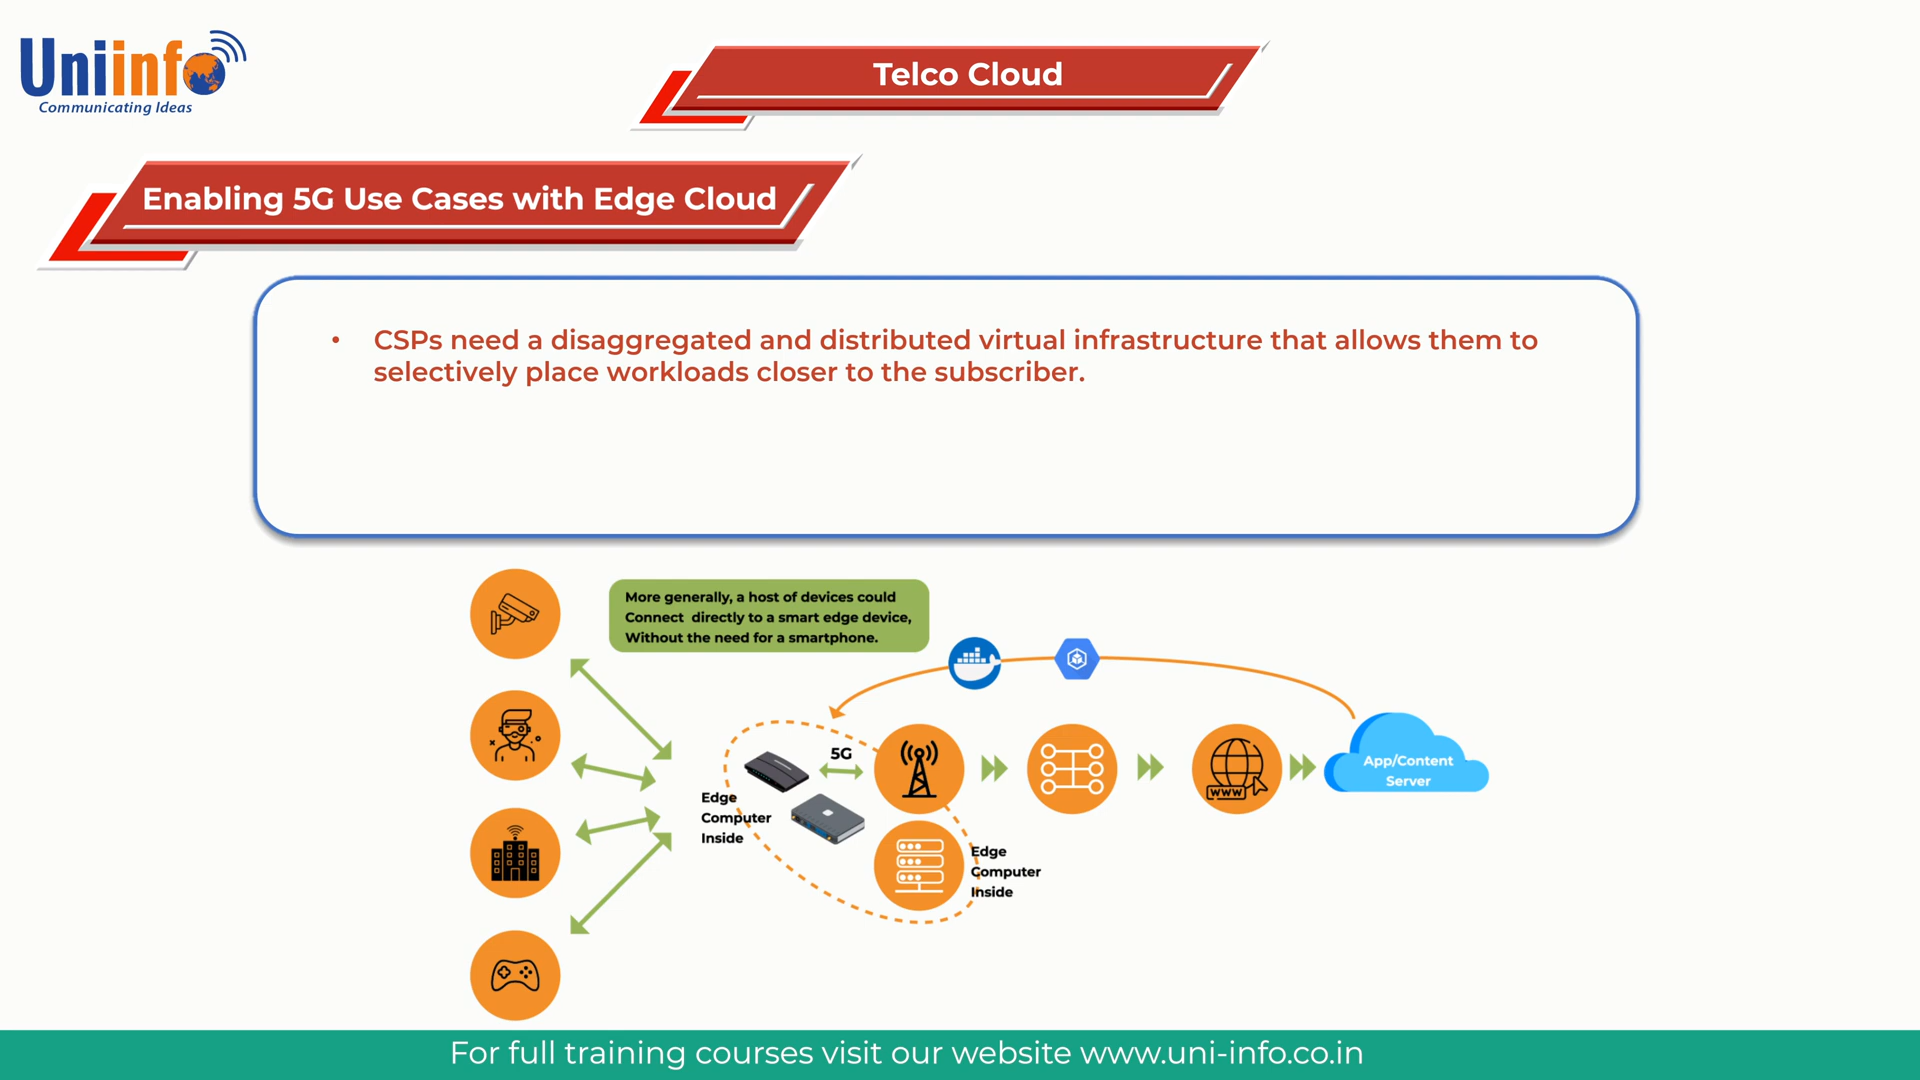 Uniinfo
Communicating Ideas
Telco Cloud
Enabling 5G Use Cases with Edge Cloud
• CSPs need a disaggregated and distributed virtual infrastructure that allows them to
selectively place workloads closer to the subscriber.
More generally, a host of devices could
Connect directly to a smart edge device,
Without the need for a smartphone.
5G
Edge
Computer
Inside
Edge
Computer
Inside
WWW
App/Content
Server
For full training courses visit our website www.uni-info.co.in